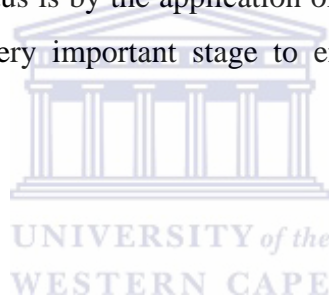 us is by the application o
ery important stage to e
UNIVERSITY of the
WESTERN CAPE